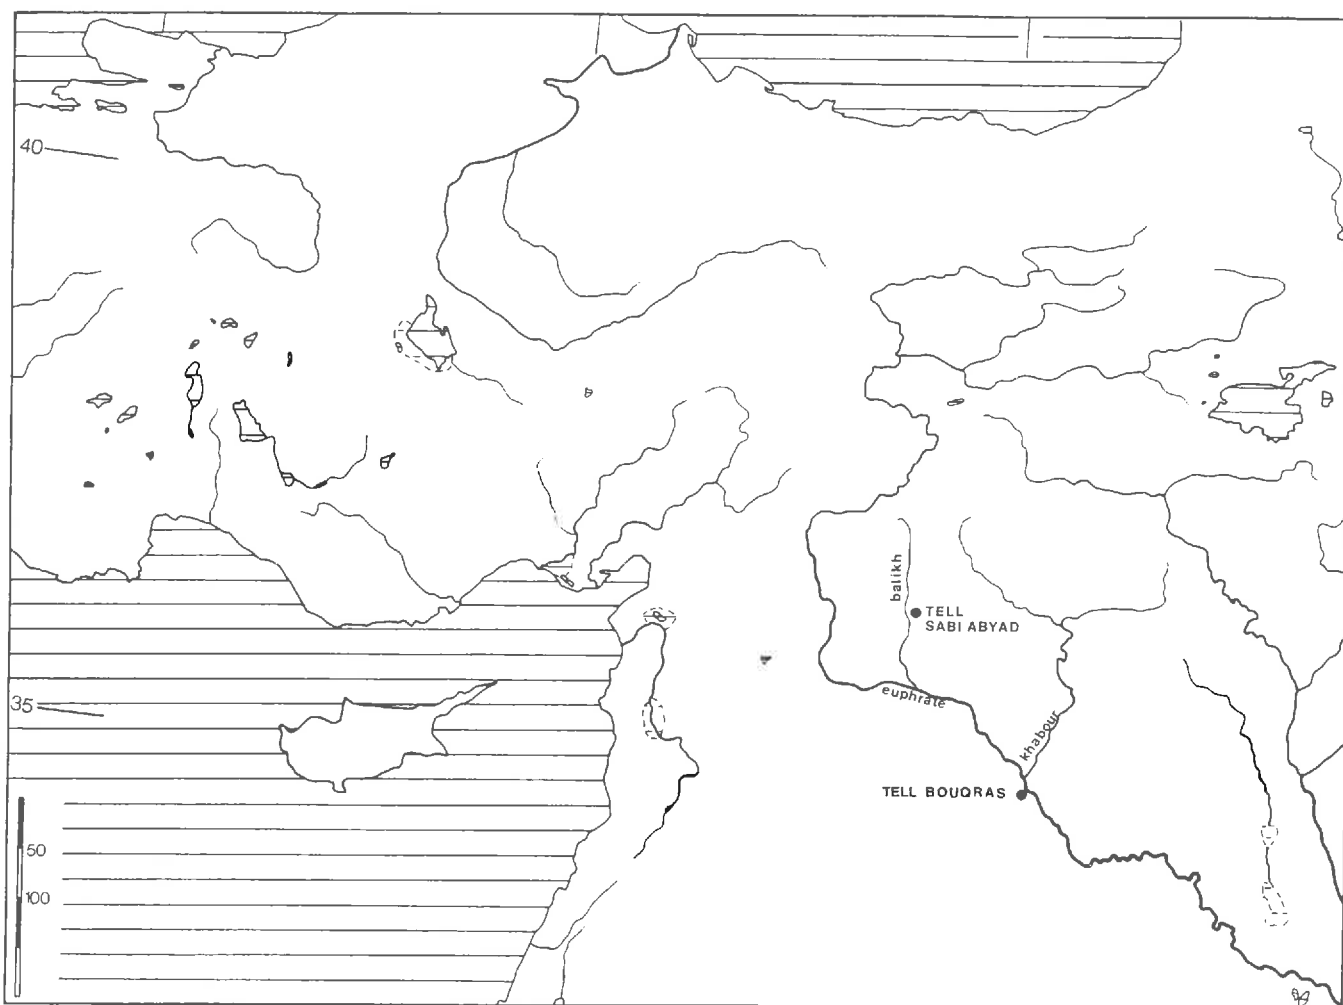 40
balikh
TELL
SABI ABYAD
euphrate
35
khabour
TELL BOUQRAS
50
100